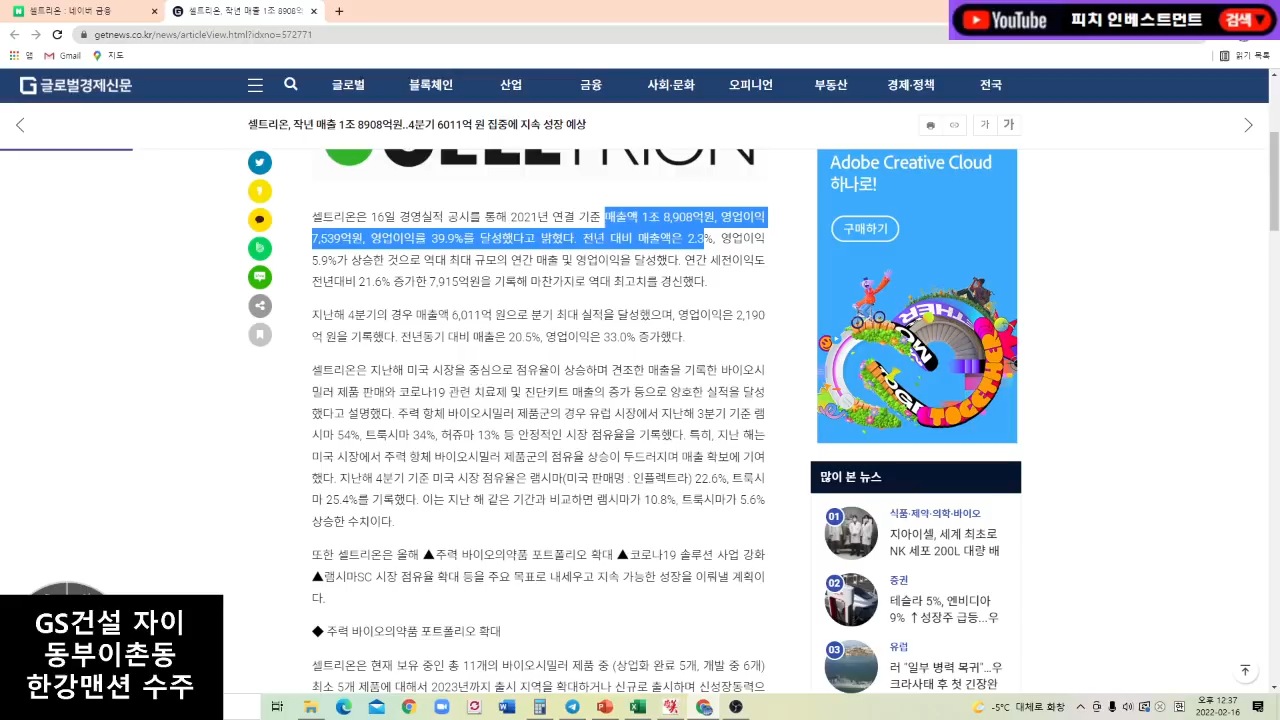 셀트리온 : 네이버 금융
셀트리온, 작년 매출 1조 8908억
YouTube 피치 인베스트먼트 검색
getnews.co.kr/news/articleView.html?idxno=572771
앱 Gmail 지도 읽기 목록
글로벌경제신문 글로벌 블록체인 산업 금융 사회·문화 오피니언 부동산 경제·정책 전국
셀트리온, 작년 매출 1조 8908억원..4분기 6011억 원 집중에 지속 성장 예상
가 가
CELLTRION
Adobe Creative Cloud
하나로!
구매하기
셀트리온은 16일 경영실적 공시를 통해 2021년 연결 기준 매출액 1조 8,908억원, 영업이익
7,539억원, 영업이익률 39.9%를 달성했다고 밝혔다. 전년 대비 매출액은 2.3%, 영업이익
5.9%가 상승한 것으로 역대 최대 규모의 연간 매출 및 영업이익을 달성했다. 연간 세전이익도
전년대비 21.6% 증가한 7,915억원을 기록해 마찬가지로 역대 최고치를 경신했다.
지난해 4분기의 경우 매출액 6,011억 원으로 분기 최대 실적을 달성했으며, 영업이익은 2,190
억 원을 기록했다. 전년동기 대비 매출은 20.5%, 영업이익은 33.0% 증가했다.
셀트리온은 지난해 미국 시장을 중심으로 점유율이 상승하며 견조한 매출을 기록한 바이오시
밀러 제품 판매와 코로나19 관련 치료제 및 진단키트 매출의 증가 등으로 양호한 실적을 달성
했다고 설명했다. 주력 항체 바이오시밀러 제품군의 경우 유럽 시장에서 지난해 3분기 기준 램
시마 54%, 트룩시마 34%, 허쥬마 13% 등 안정적인 시장 점유율을 기록했다. 특히, 지난 해는
미국 시장에서 주력 항체 바이오시밀러 제품군의 점유율 상승이 두드러지며 매출 확보에 기여
했다. 지난해 4분기 기준 미국 시장 점유율은 램시마(미국 판매명 : 인플렉트라) 22.6%, 트룩시
마 25.4%를 기록했다. 이는 지난 해 같은 기간과 비교하면 램시마가 10.8%, 트룩시마가 5.6%
상승한 수치이다.
또한 셀트리온은 올해 ▲주력 바이오의약품 포트폴리오 확대 ▲코로나19 솔루션 사업 강화
▲램시마SC 시장 점유율 확대 등을 주요 목표로 내세우고 지속 가능한 성장을 이뤄낼 계획이
다.
◆ 주력 바이오의약품 포트폴리오 확대
셀트리온은 현재 보유 중인 총 11개의 바이오시밀러 제품 중 (상업화 완료 5개, 개발 중 6개)
최소 5개 제품에 대해서 2023년까지 출시 지역을 확대하거나 신규로 출시하며 신성장동력으
많이 본 뉴스
01 식품·제약·의학·바이오
지아이셀, 세계 최초로
NK 세포 200L 대량 배
02 증권
테슬라 5%, 엔비디아
9% ↑성장주 급등...우
03 유럽
러 "일부 병력 복귀"...우
크라사태 후 첫 긴장완
GS건설 자이
동부이촌동
한강맨션 수주
-5°C 대체로 화창
오후 12:37
2022-02-16